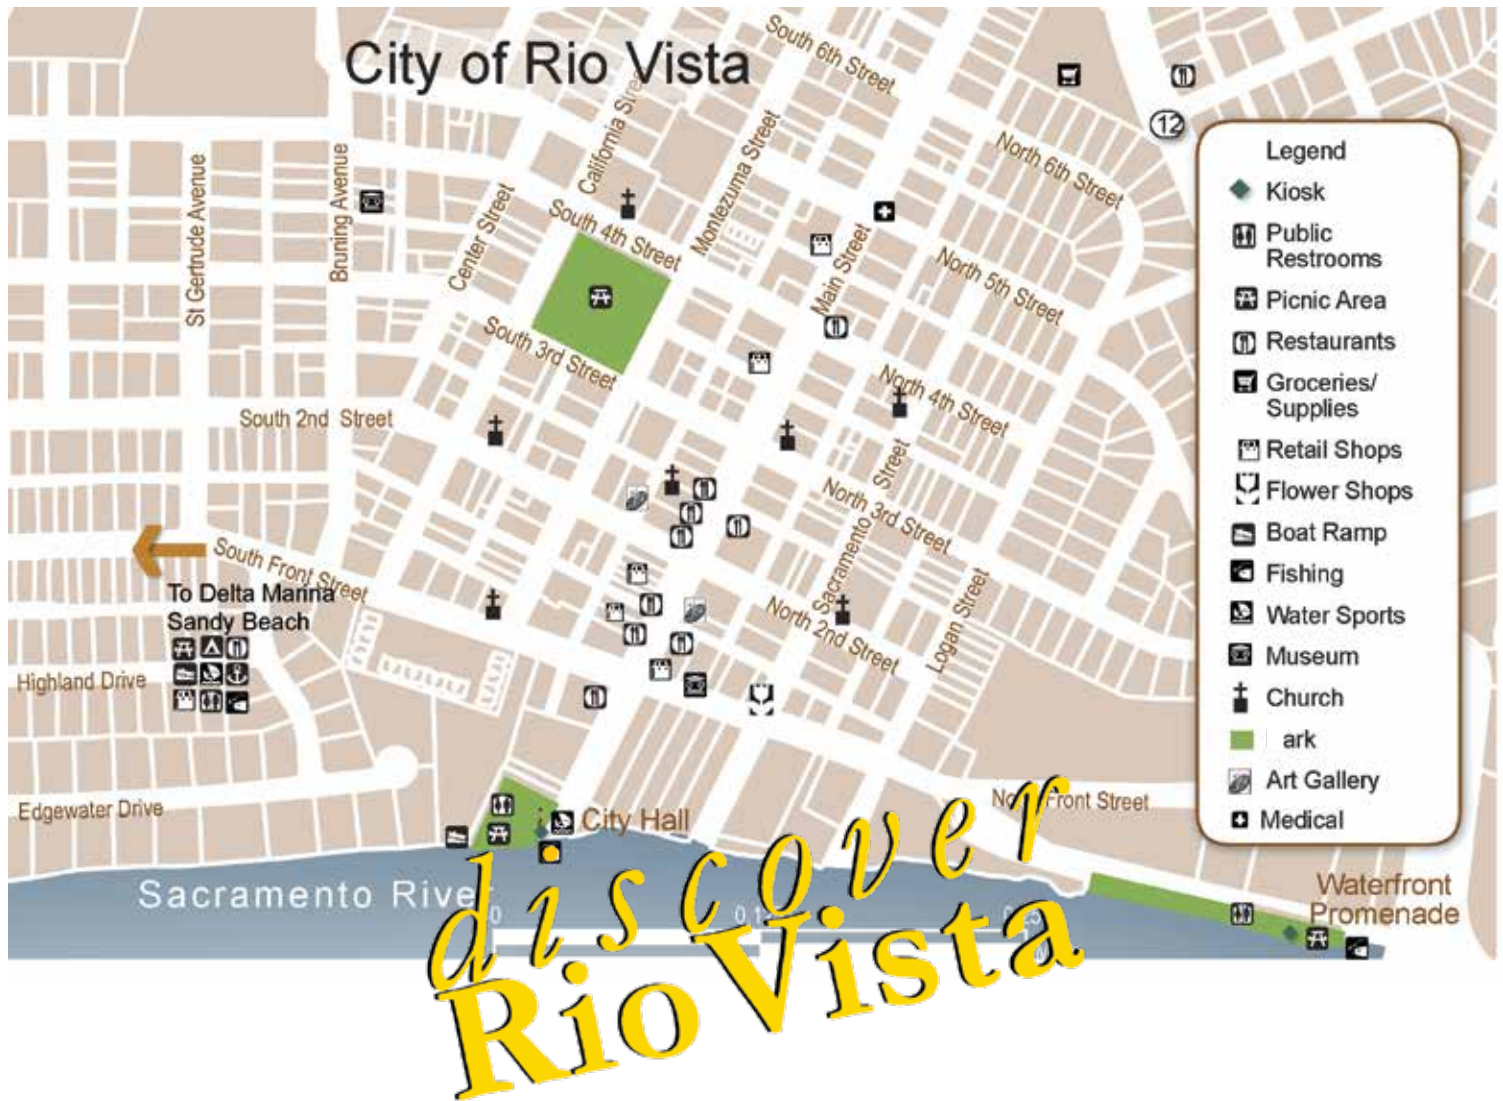 City of Rio Vista
South 6th Street
California Street
Montezuma Street
12
North 6th Street
St Gertrude Avenue
Bruning Avenue
Center Street
South 4th Street
Main Street
North 5th Street
South 3rd Street
North 4th Street
South 2nd Street
Street
North 3rd Street
Sacramento
South Front Street
To Delta Marina
Sandy Beach
North 2nd Street
Logan Street
Highland Drive
Edgewater Drive
City Hall
Front Street
Sacramento River
0
Waterfront
Promenade
Legend
Kiosk
Public
Restrooms
Picnic Area
Restaurants
Groceries/
Supplies
Retail Shops
Flower Shops
Boat Ramp
Fishing
Water Sports
Museum
Church
ark
Art Gallery
Medical
discover
Rio Vista